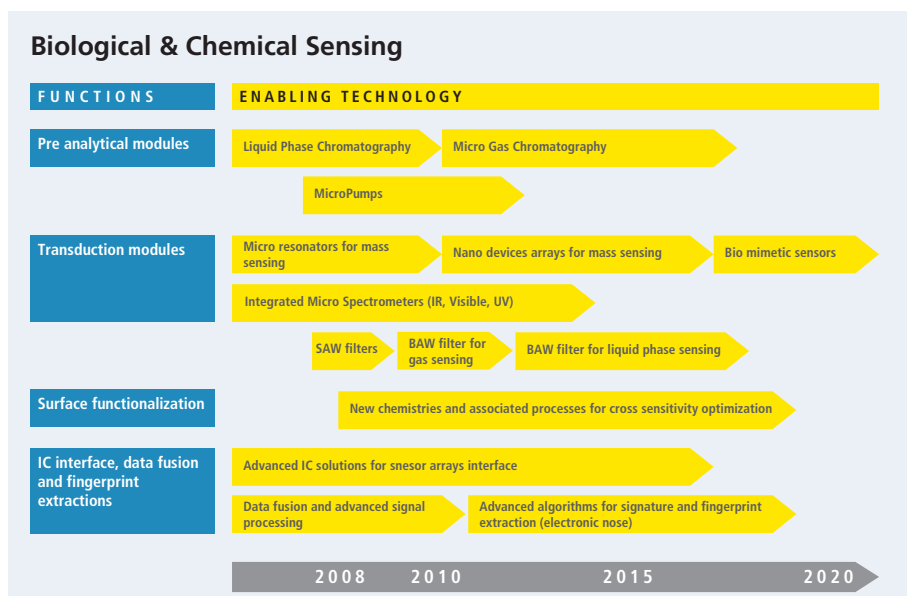 Biological & Chemical Sensing
FUNCTIONS
ENABLING TECHNOLOGY
Pre analytical modules
Liquid Phase Chromatography
Micro Gas Chromatography
MicroPumps
Transduction modules
Micro resonators for mass
sensing
Nano devices arrays for mass sensing
Bio mimetic sensors
Integrated Micro Spectrometers (IR, Visible, UV)
SAW filters
BAW filter for
gas sensing
BAW filter for liquid phase sensing
Surface functionalization
New chemistries and associated processes for cross sensitivity optimization
IC interface, data fusion
and fingerprint
extractions
Advanced IC solutions for snesor arrays interface
Data fusion and advanced signal
processing
Advanced algorithms for signature and fingerprint
extraction (electronic nose)
2008
2010
2015
2020